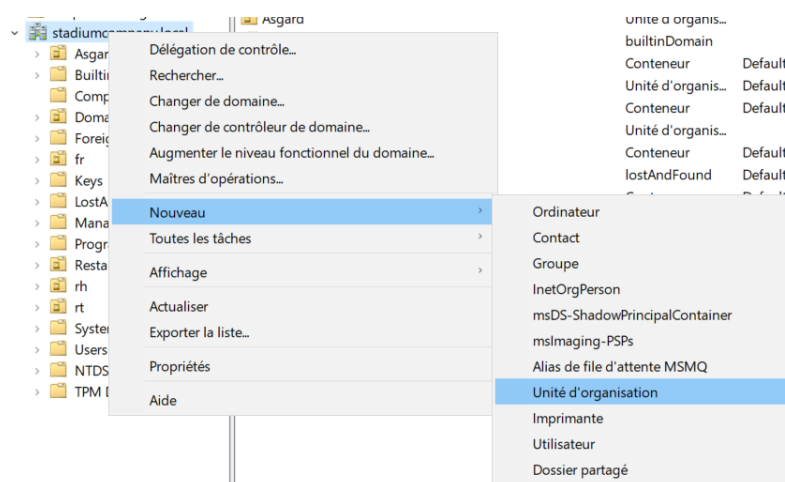 Asgard
stadiumcompany.local
Asgar
Builtin
Comp
Doma
Foreig
fr
Keys
LostA
Mana
Progr
Resta
rh
rt
System
Users
NTDS
TPM D
Délégation de contrôle...
Rechercher...
Changer de domaine...
Changer de contrôleur de domaine...
Augmenter le niveau fonctionnel du domaine...
Maîtres d'opérations...
Nouveau
Toutes les tâches
Affichage
Actualiser
Exporter la liste...
Propriétés
Aide
Unité d'organis...
builtinDomain
Conteneur Default
Unité d'organis... Default
Conteneur Default
Unité d'organis...
Conteneur Default
lostAndFound Default
Ordinateur
Contact
Groupe
InetOrgPerson
msDS-ShadowPrincipalContainer
msImaging-PSPs
Alias de file d'attente MSMQ
Unité d'organisation
Imprimante
Utilisateur
Dossier partagé